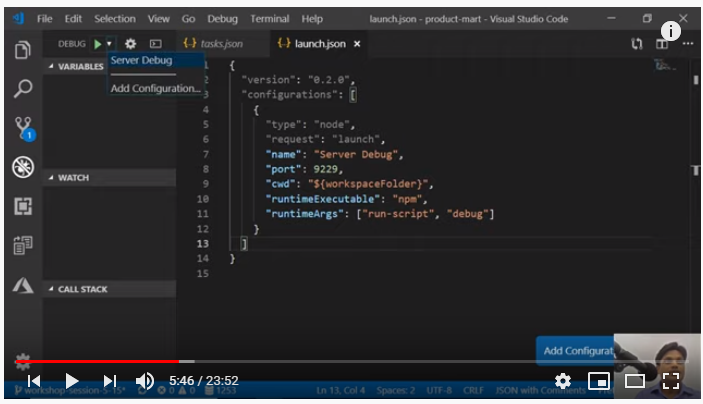 File Edit Selection View Go Debug Terminal Help launch.json - product-mart - Visual Studio Code
DEBUG
{..} tasks.json
{..} launch.json
Server Debug
Add Configuration...
VARIABLES
WATCH
CALL STACK
1
{
2
"version": "0.2.0",
3
"configurations": [
4
{
5
"type": "node",
6
"request": "launch",
7
"name": "Server Debug",
8
"port": 9229,
9
"cwd": "${workspaceFolder}",
10
"runtimeExecutable": "npm",
11
"runtimeArgs": ["run-script", "debug"]
12
}
13
]
14
}
15
Add Configurat
5:46 / 23:52
0 0 1253
Ln 13, Col 4 Spaces: 2 UTF-8 CRLF JSON with Comments